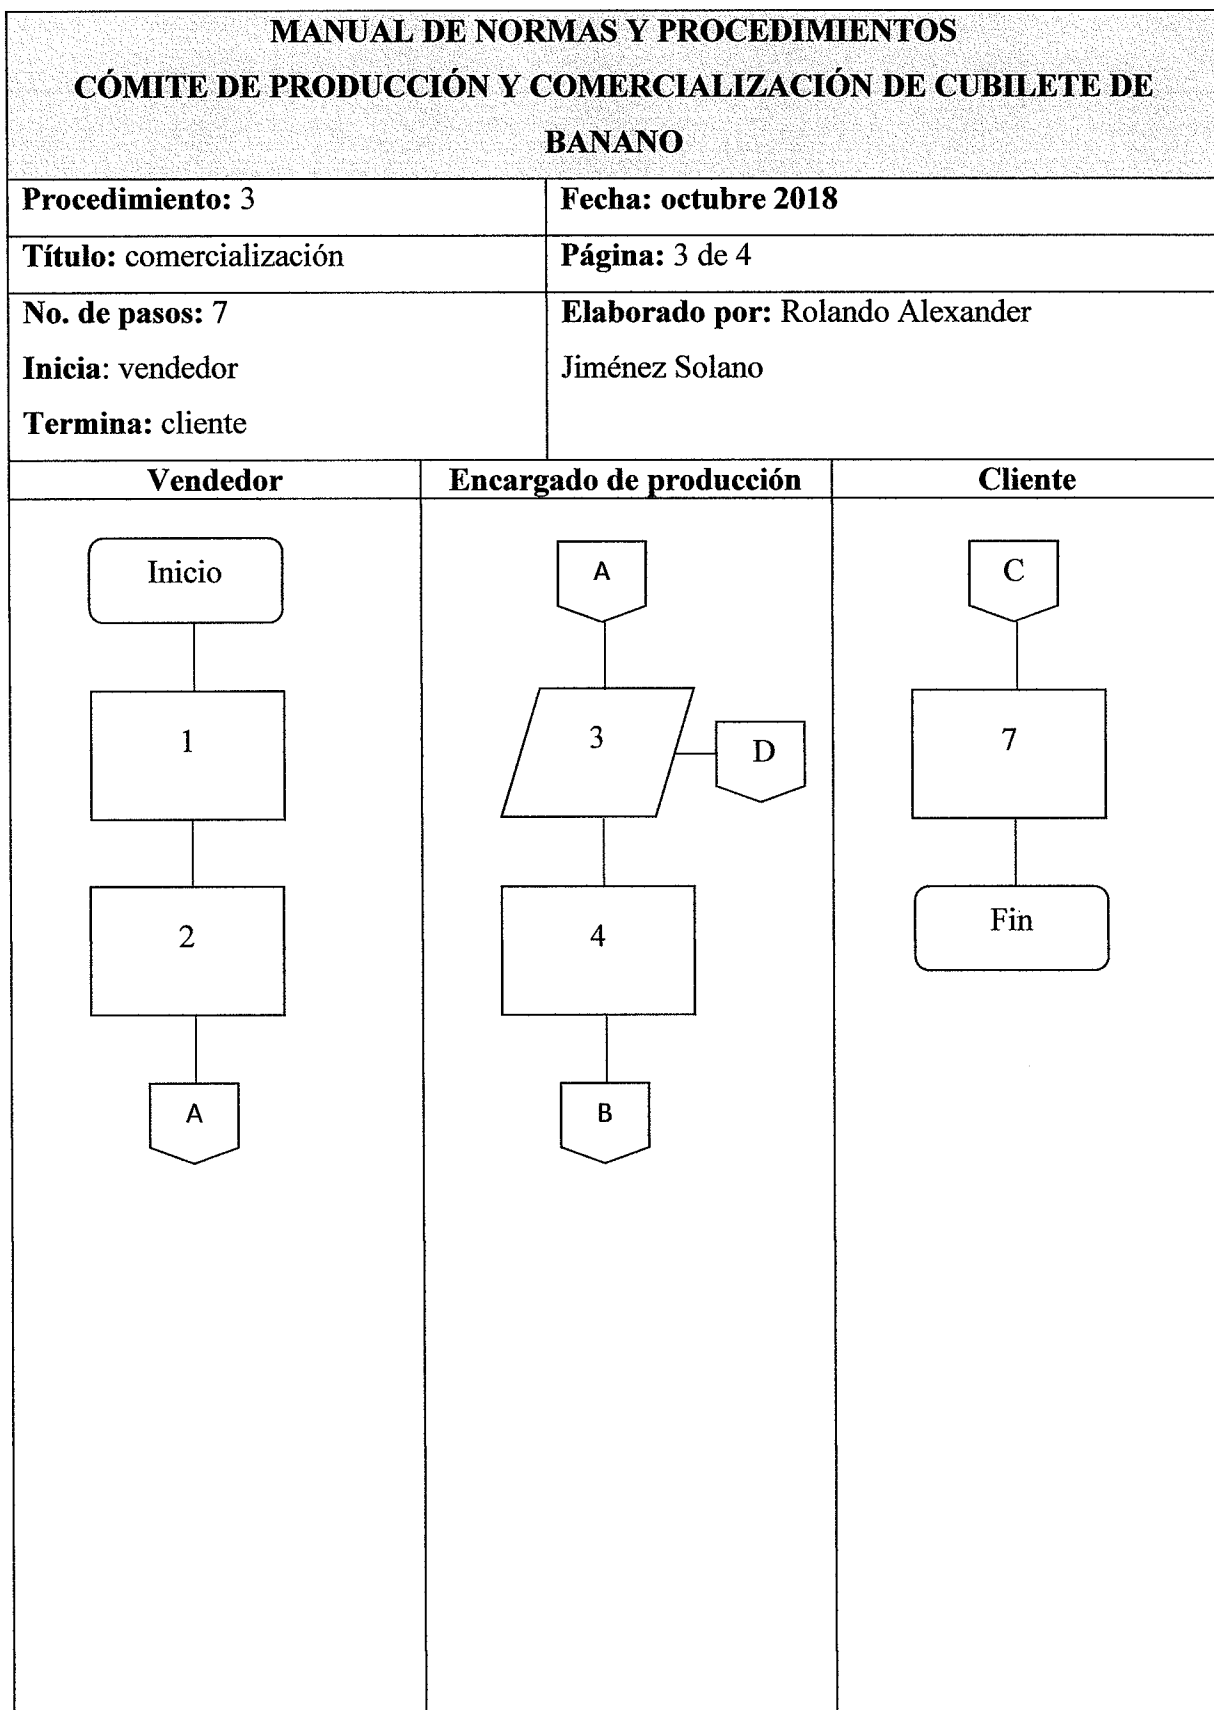 MANUAL DE NORMAS Y PROCEDIMIENTOS
CÓMITE DE PRODUCCIÓN Y COMERCIALIZACIÓN DE CUBILETE DE
BANANO
Procedimiento: 3
Fecha: octubre 2018
Título: comercialización
Página: 3 de 4
No. de pasos: 7
Inicia: vendedor
Termina: cliente
Elaborado por: Rolando Alexander
Jiménez Solano
Vendedor
Encargado de producción
Cliente
Inicio
1
2
A
A
3
D
4
B
C
7
Fin